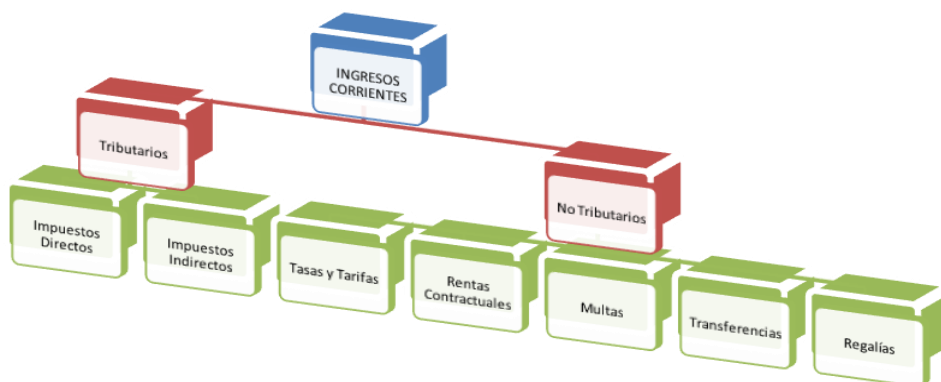 INGRESOS
CORRIENTES
Tributarios
No Tributarios
Impuestos
Directos
Impuestos
Indirectos
Tasas y Tarifas
Rentas
Contractuales
Multas
Transferencias
Regalías